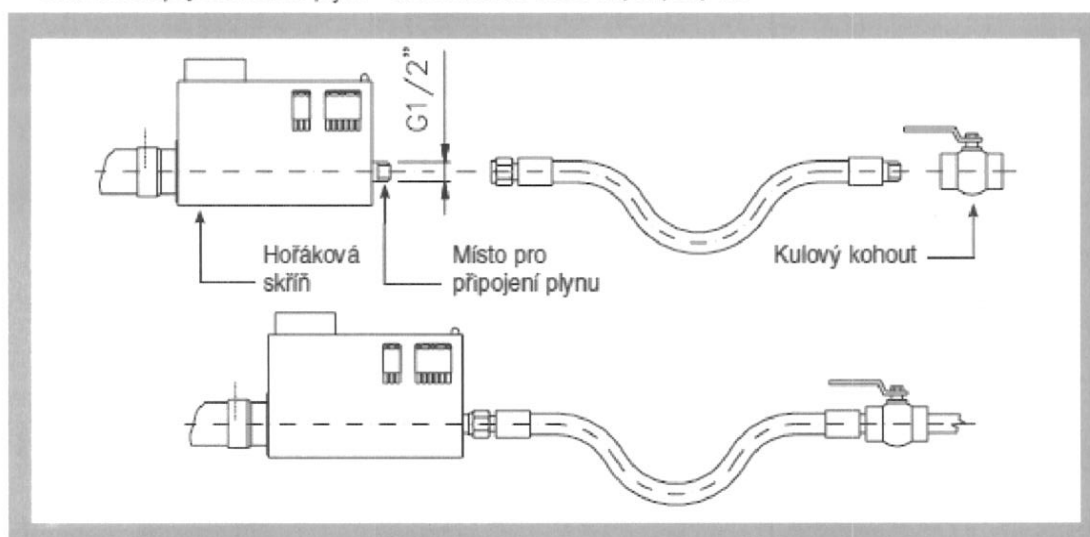 G1/2"
Hořáková
skříň
Místo pro
připojení plynu
Kulový kohout